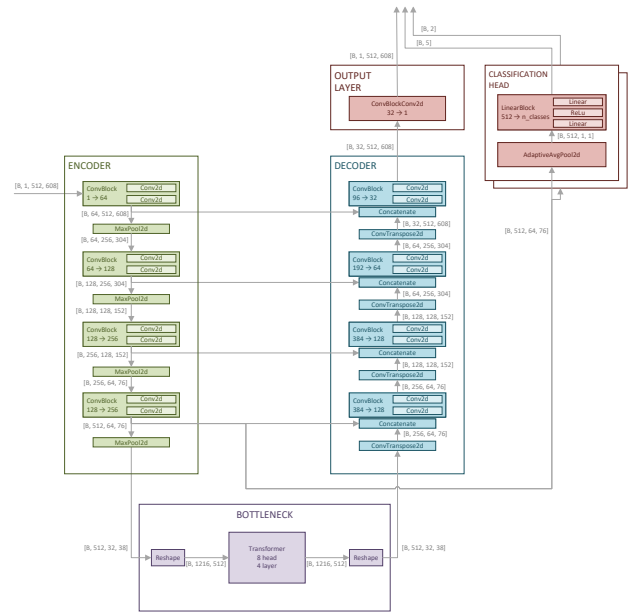 [B, 2]
[B, 5]
[B, 1, 512, 608]
OUTPUT
LAYER
ConvBlockConv2d
32 → 1
CLASSIFICATION
HEAD
LinearBlock
512 → n_classes
Linear
ReLu
Linear
[B, 512, 1, 1]
AdaptiveAvgPool2d
[B, 32, 512, 608]
[B, 512, 64, 76]
[B, 1, 512, 608]
ENCODER
ConvBlock
1 → 64
Conv2d
Conv2d
[B, 64, 512, 608]
MaxPool2d
[B, 64, 256, 304]
ConvBlock
64 → 128
Conv2d
Conv2d
[B, 128, 256, 304]
MaxPool2d
[B, 128, 128, 152]
ConvBlock
128 → 256
Conv2d
Conv2d
[B, 256, 128, 152]
MaxPool2d
[B, 256, 64, 76]
ConvBlock
128 → 256
Conv2d
Conv2d
[B, 512, 64, 76]
MaxPool2d
DECODER
ConvBlock
96 → 32
Conv2d
Conv2d
Concatenate
[B, 32, 512, 608]
ConvTranspose2d
[B, 64, 256, 304]
ConvBlock
192 → 64
Conv2d
Conv2d
Concatenate
[B, 64, 256, 304]
ConvTranspose2d
[B, 128, 128, 152]
ConvBlock
384 → 128
Conv2d
Conv2d
Concatenate
[B, 128, 128, 152]
ConvTranspose2d
[B, 256, 64, 76]
ConvBlock
384 → 128
Conv2d
Conv2d
Concatenate
[B, 256, 64, 76]
ConvTranspose2d
BOTTLENECK
[B, 512, 32, 38]
Reshape
[B, 1216, 512]
Transformer
8 head
4 layer
[B, 1216, 512]
Reshape
[B, 512, 32, 38]